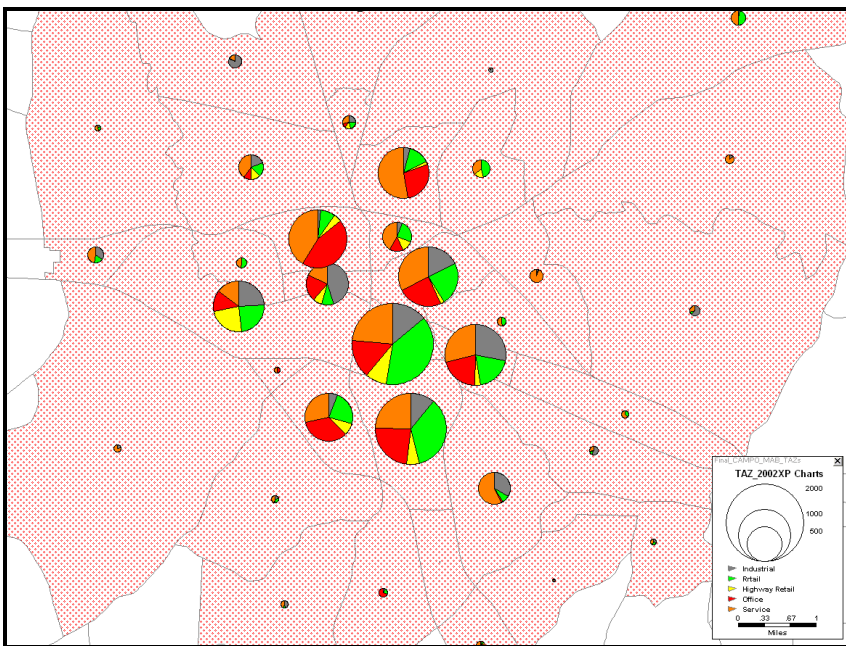 Final_CAMPO_MAB_TAZs
TAZ_2002XP Charts
2000
1000
500
Industrial
Rrtail
Highway Retail
Office
Service
0 .33 .67 1
Miles